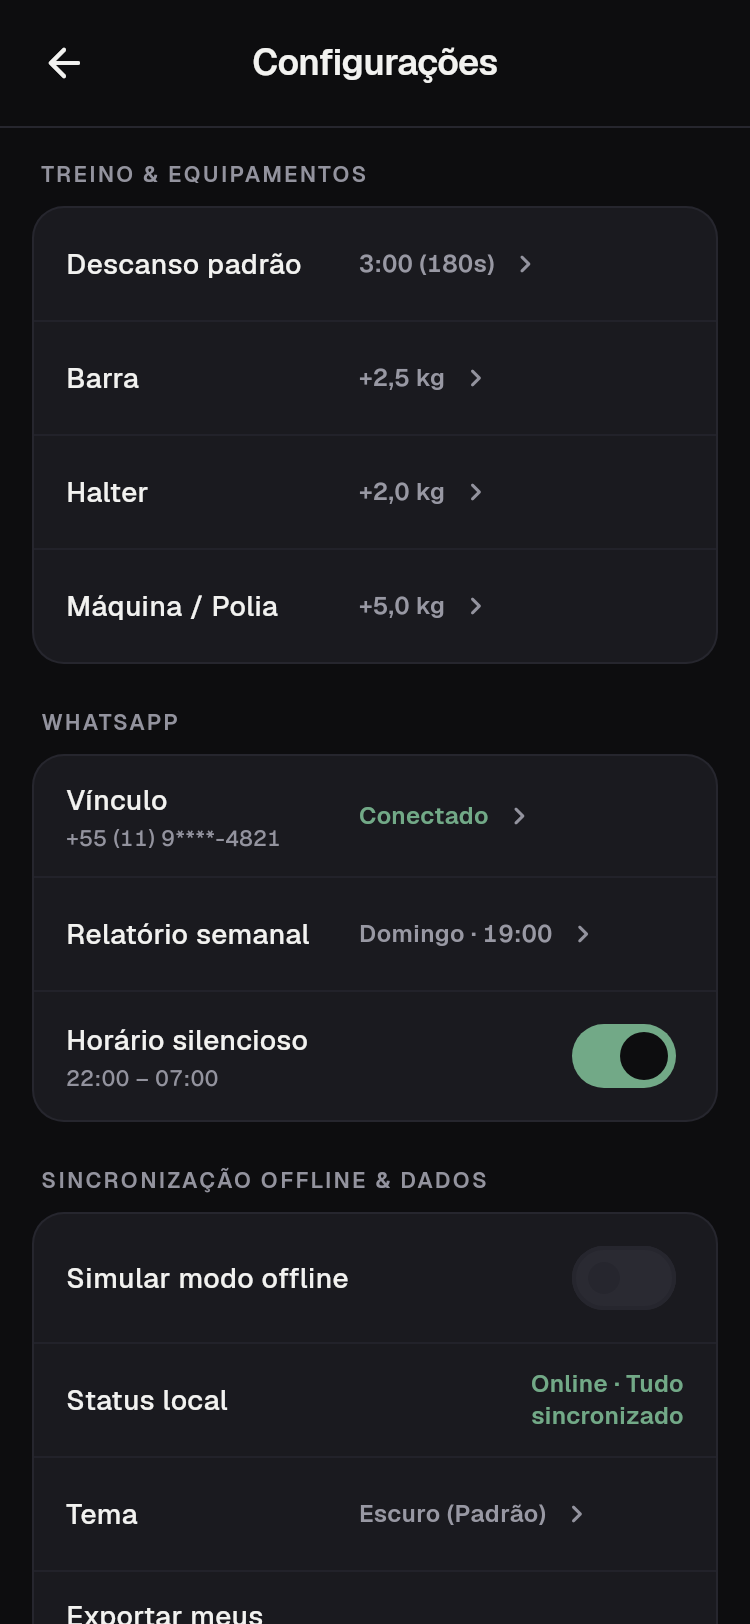 Configurações
TREINO & EQUIPAMENTOS
Descanso padrão 3:00 (180s)
Barra +2,5 kg
Halter +2,0 kg
Máquina / Polia +5,0 kg
WHATSAPP
Vínculo
+55 (11) 9****-4821
Conectado
Relatório semanal Domingo · 19:00
Horário silencioso
22:00 – 07:00
SINCRONIZAÇÃO OFFLINE & DADOS
Simular modo offline
Status local
Online · Tudo
sincronizado
Tema Escuro (Padrão)
Exportar meus